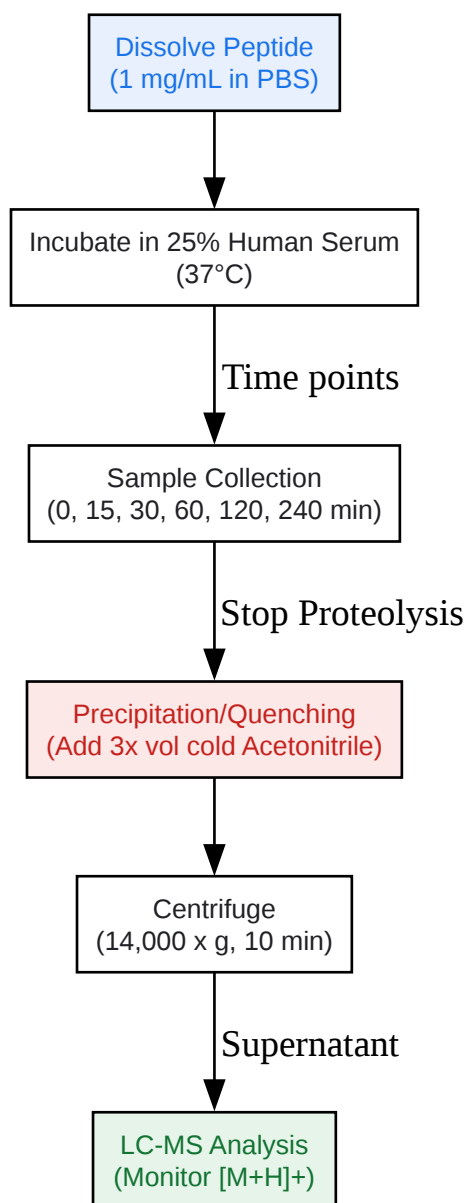 Dissolve Peptide
(1 mg/mL in PBS)
Incubate in 25% Human Serum
(37°C)
Time points
Sample Collection
(0, 15, 30, 60, 120, 240 min)
Stop Proteolysis
Precipitation/Quenching
(Add 3x vol cold Acetonitrile)
Centrifuge
(14,000 x g, 10 min)
Supernatant
LC-MS Analysis
(Monitor [M+H]+)